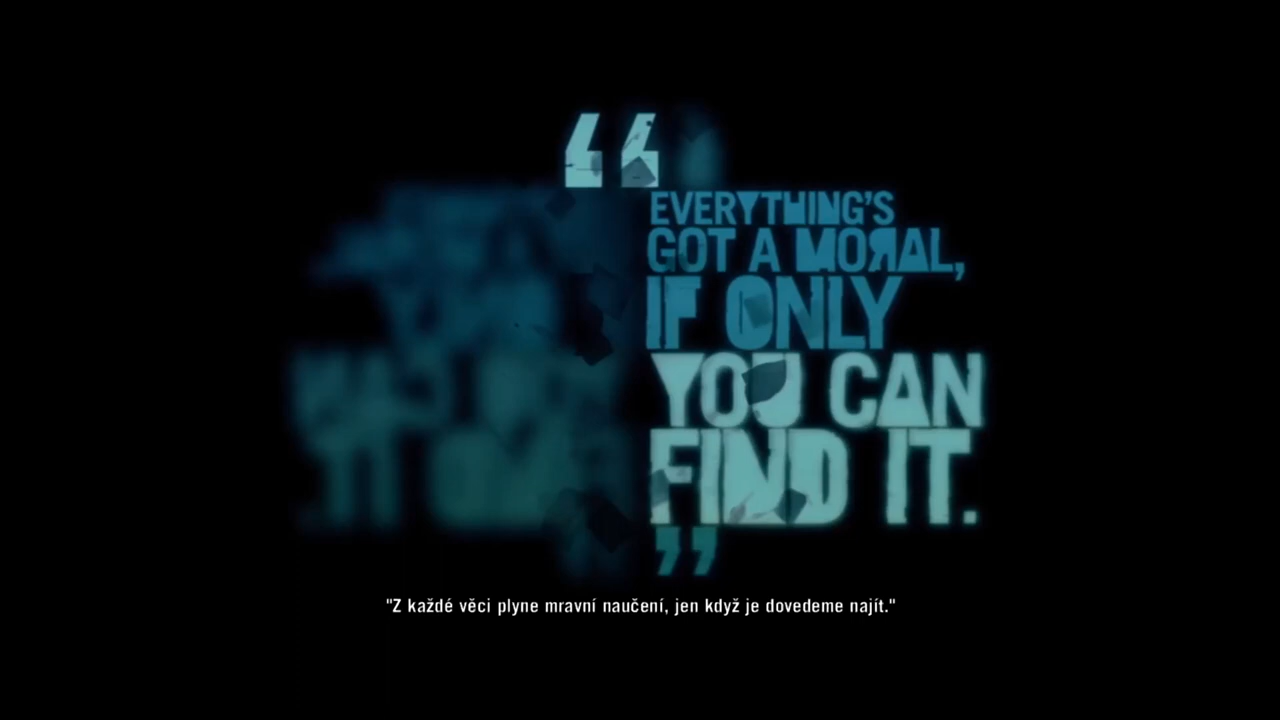 “
EVERYTHING'S
GOT A MORAL,
IF ONLY
YOU CAN
FIND IT.
”
"Z každé věci plyne mravní naučení, jen když je dovedeme najít."